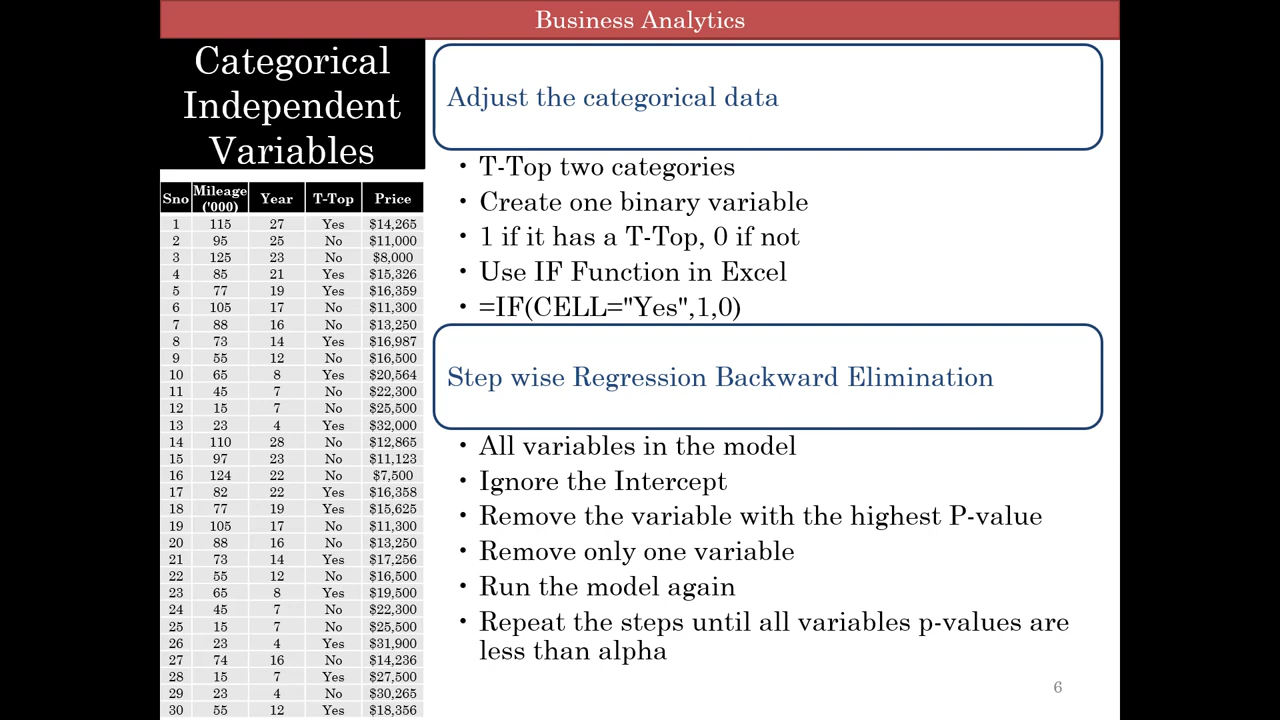 Business Analytics
Categorical
Independent
Variables
Adjust the categorical data
• T-Top two categories
• Create one binary variable
• 1 if it has a T-Top, 0 if not
• Use IF Function in Excel
• =IF(CELL="Yes",1,0)
Step wise Regression Backward Elimination
• All variables in the model
• Ignore the Intercept
• Remove the variable with the highest P-value
• Remove only one variable
• Run the model again
• Repeat the steps until all variables p-values are
less than alpha
Sno Mileage ('000) Year T-Top Price
1 115 27 Yes $14,265
2 95 25 No $11,000
3 125 23 No $8,000
4 85 21 Yes $15,326
5 77 19 Yes $16,359
6 105 17 No $11,300
7 88 16 No $13,250
8 73 14 Yes $16,987
9 55 12 No $16,500
10 65 8 Yes $20,564
11 45 7 No $22,300
12 15 7 No $25,500
13 23 4 Yes $32,000
14 110 28 No $12,865
15 97 23 No $11,123
16 124 22 No $7,500
17 82 22 Yes $16,358
18 77 19 Yes $15,625
19 105 17 No $11,300
20 88 16 No $13,250
21 73 14 Yes $17,256
22 55 12 No $16,500
23 65 8 Yes $19,500
24 45 7 No $22,300
25 15 7 No $25,500
26 23 4 Yes $31,900
27 74 16 No $14,236
28 15 7 Yes $27,500
29 23 4 No $30,265
30 55 12 Yes $18,356
6